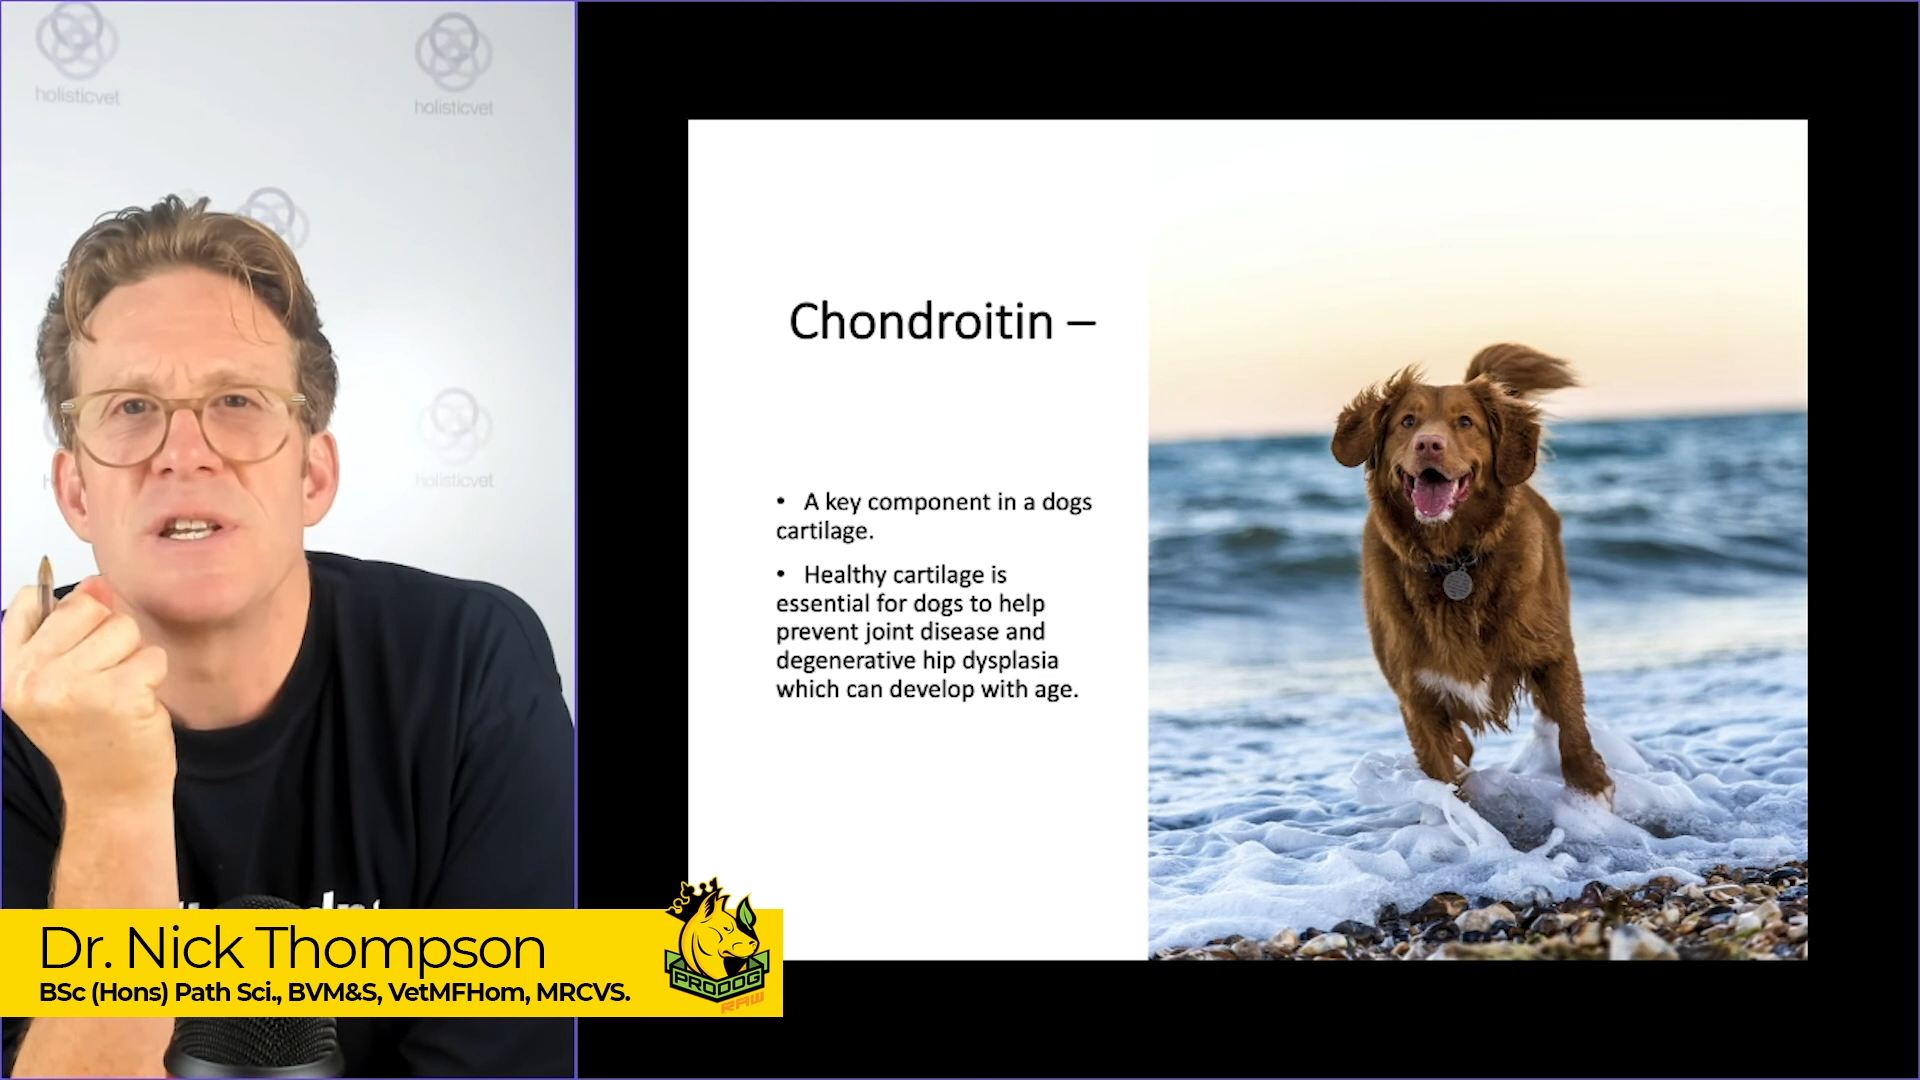 holisticvet
holisticvet
holisticvet
Chondroitin –
• A key component in a dogs
cartilage.
• Healthy cartilage is
essential for dogs to help
prevent joint disease and
degenerative hip dysplasia
which can develop with age.
Dr. Nick Thompson
BSc (Hons) Path Sci., BVM&S, VetMFHom, MRCVS.
PRODOG
RAW